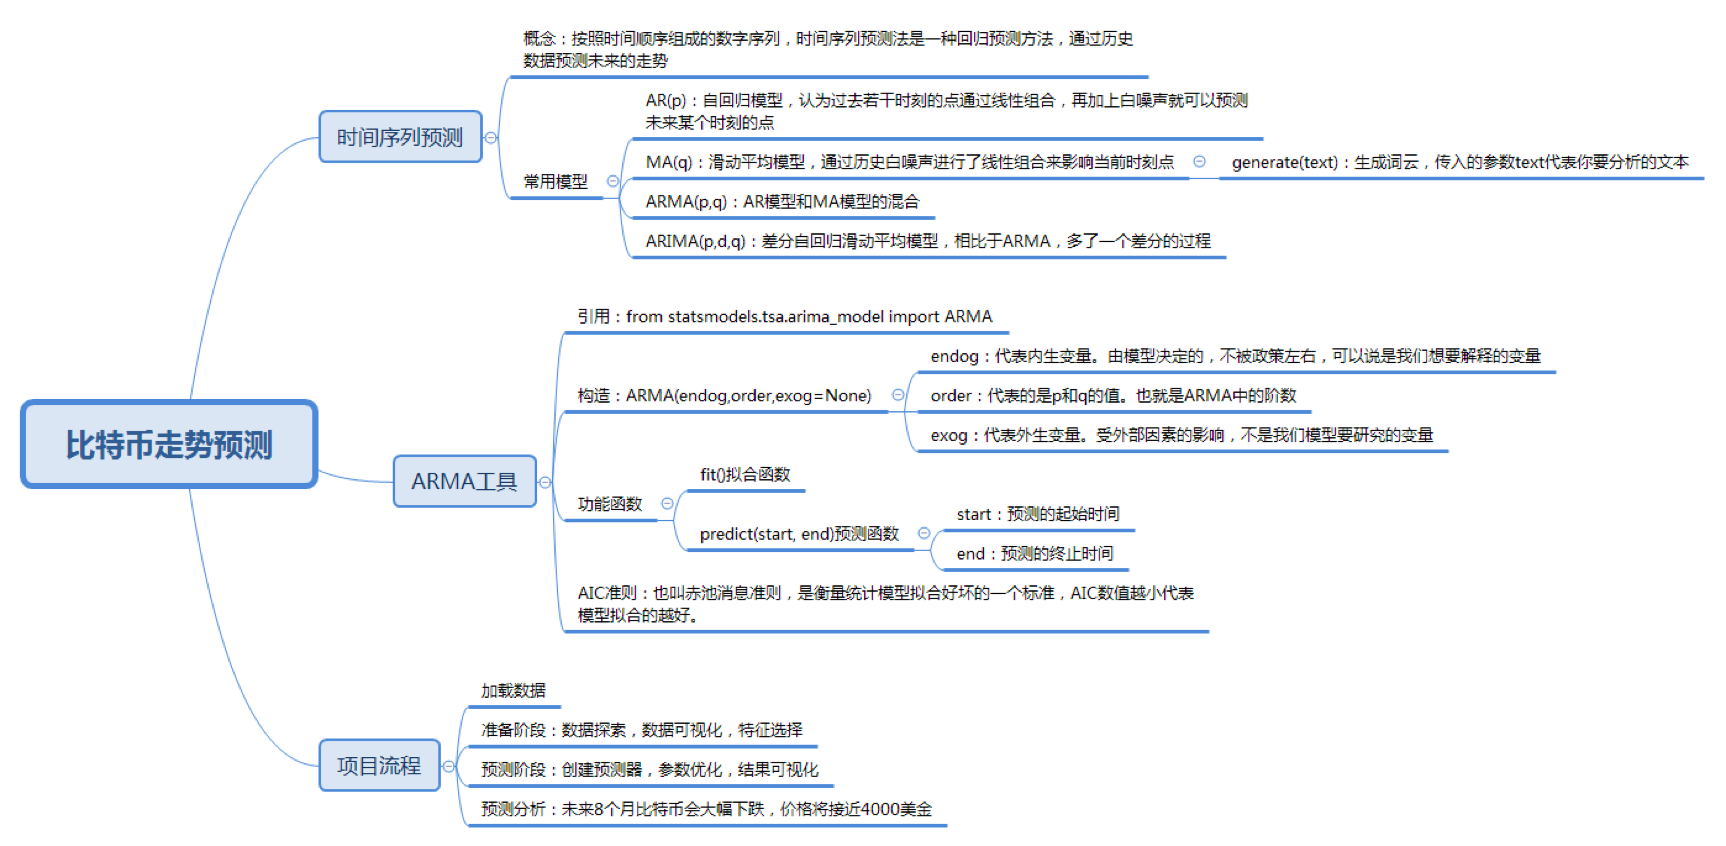 比特币走势预测
时间序列预测
概念：按照时间顺序组成的数字序列，时间序列预测法是一种回归预测方法，通过历史
数据预测未来的走势
常用模型
AR(p)：自回归模型，认为过去若干时刻的点通过线性组合，再加上白噪声就可以预测
未来某个时刻的点
MA(q)：滑动平均模型，通过历史白噪声进行了线性组合来影响当前时刻点
generate(text)：生成词云，传入的参数text代表你要分析的文本
ARMA(p,q)：AR模型和MA模型的混合
ARIMA(p,d,q)：差分自回归滑动平均模型，相比于ARMA，多了一个差分的过程
ARMA工具
引用：from statsmodels.tsa.arima_model import ARMA
构造：ARMA(endog,order,exog=None)
endog：代表内生变量。由模型决定的，不被政策左右，可以说是我们想要解释的变量
order：代表的是p和q的值。也就是ARMA中的阶数
exog：代表外生变量。受外部因素的影响，不是我们模型要研究的变量
功能函数
fit()拟合函数
predict(start, end)预测函数
start：预测的起始时间
end：预测的终止时间
AIC准则：也叫赤池消息准则，是衡量统计模型拟合好坏的一个标准，AIC数值越小代表
模型拟合的越好。
项目流程
加载数据
准备阶段：数据探索，数据可视化，特征选择
预测阶段：创建预测器，参数优化，结果可视化
预测分析：未来8个月比特币会大幅下跌，价格将接近4000美金